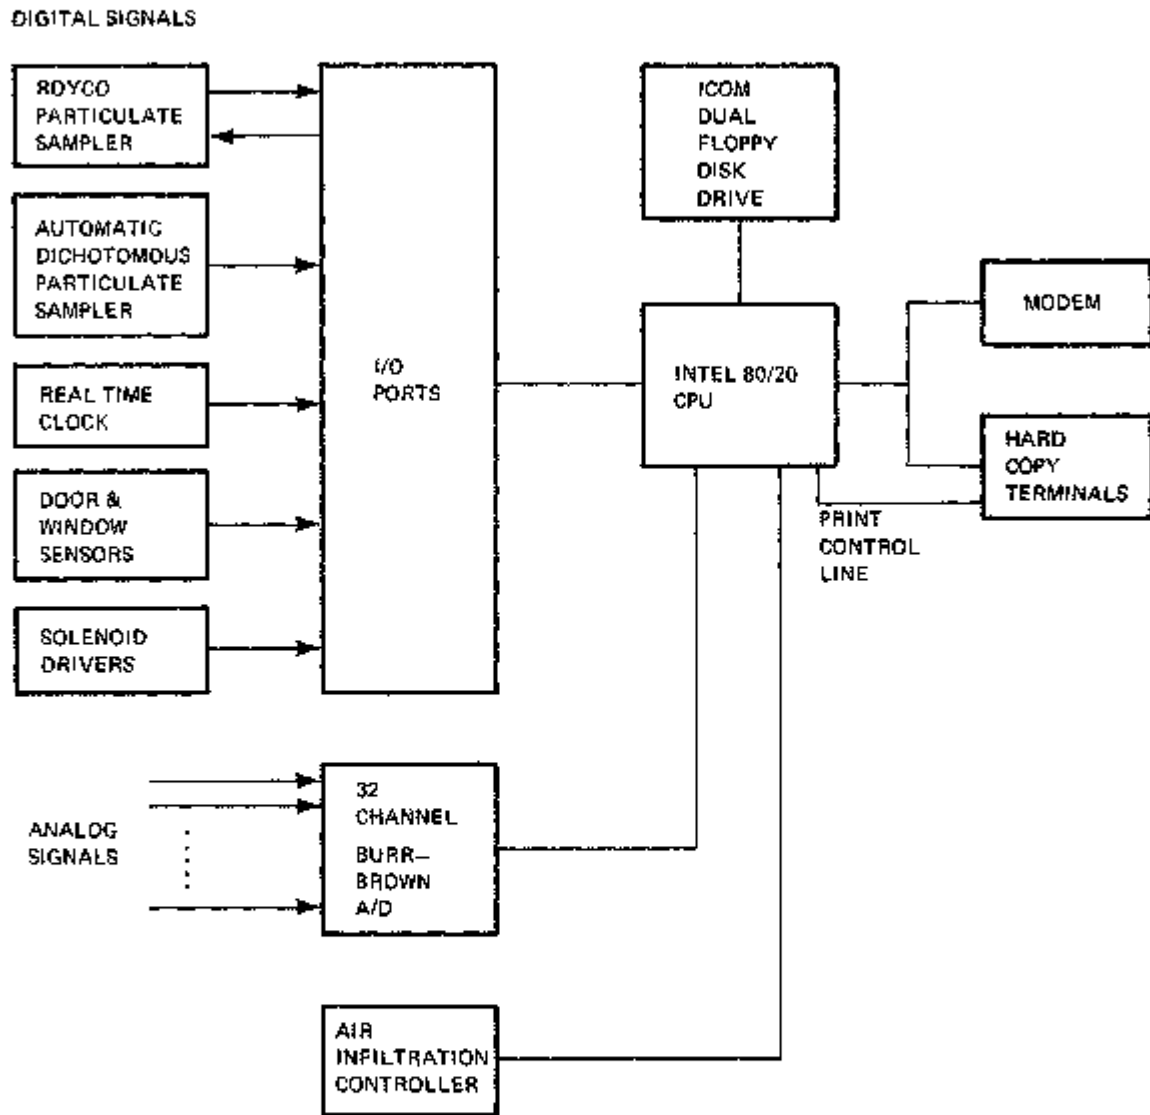 DIGITAL SIGNALS
ROYCO
PARTICULATE
SAMPLER
AUTOMATIC
DICHOTOMOUS
PARTICULATE
SAMPLER
REAL TIME
CLOCK
DOOR &
WINDOW
SENSORS
SOLENOID
DRIVERS
I/O
PORTS
ICOM
DUAL
FLOPPY
DISK
DRIVE
INTEL 80/20
CPU
MODEM
HARD
COPY
TERMINALS
PRINT
CONTROL
LINE
ANALOG
SIGNALS
32
CHANNEL
BURR–
BROWN
A/D
AIR
INFILTRATION
CONTROLLER